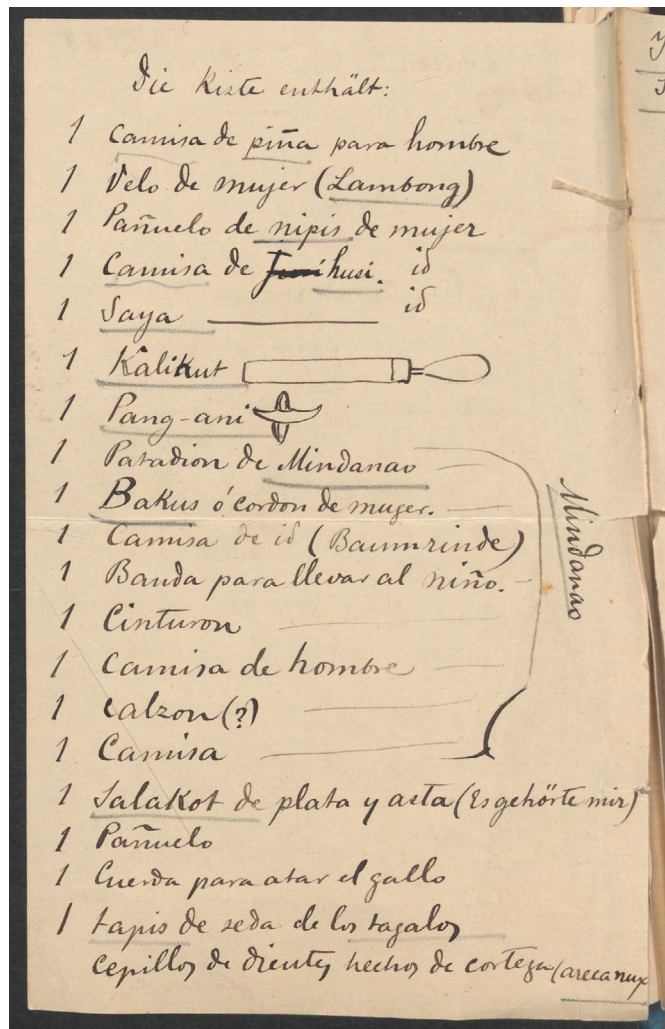 Die Kiste enthält:
1 Camisa de piña para hombre
1 Velo de mujer (Lambong)
1 Pañuelo de nipis de mujer
1 Camisa de husi. id
1 Saya id
1 Kalikut
1 Pang-ani
1 Patadion de Mindanao
1 Bakus ó cordon de muger.
1 Camisa de id (Baumrinde)
1 Banda para llevar al niño.
1 Cinturon
1 Camisa de hombre
1 Calzon (?)
1 Camisa
Mindanao
1 Salakot de plata y asta (Es gehörte mir)
1 Pañuelo
1 Cuerda para atar el gallo
1 tapis de seda de los tagalos
Cepillos de dientes hechos de corteza (areca nux